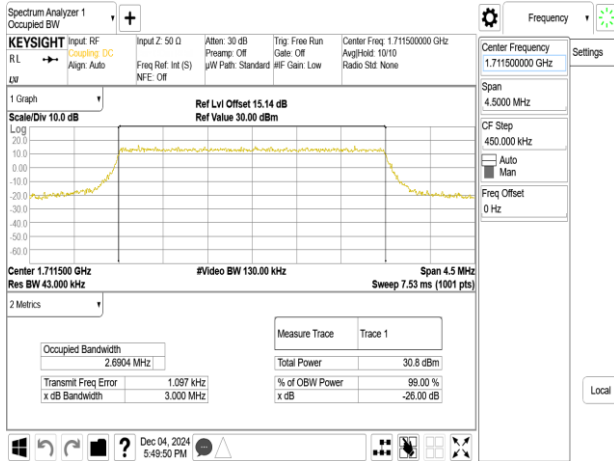 Spectrum Analyzer 1
Occupied BW
Frequency
KEYSIGHT
RL
LXI
Input: RF
Coupling: DC
Align: Auto
Input Z: 50 Ω
Freq Ref: Int (S)
NFE: Off
Atten: 30 dB
Preamp: Off
µW Path: Standard
Trig: Free Run
Gate: Off
#IF Gain: Low
Center Freq: 1.711500000 GHz
Avg|Hold: 10/10
Radio Std: None
Center Frequency
1.711500000 GHz
Settings
Span
4.5000 MHz
CF Step
450.000 kHz
Auto
Man
Freq Offset
0 Hz
Local
1 Graph
Scale/Div 10.0 dB
Ref Lvl Offset 15.14 dB
Ref Value 30.00 dBm
Log
20.0
10.0
0.00
-10.0
-20.0
-30.0
-40.0
-50.0
-60.0
Center 1.711500 GHz
#Video BW 130.00 kHz
Span 4.5 MHz
Res BW 43.000 kHz
Sweep 7.53 ms (1001 pts)
2 Metrics
Measure Trace
Trace 1
Occupied Bandwidth
2.6904 MHz
Total Power
30.8 dBm
Transmit Freq Error
1.097 kHz
% of OBW Power
99.00 %
x dB Bandwidth
3.000 MHz
x dB
-26.00 dB
?
Dec 04, 2024
5:49:50 PM